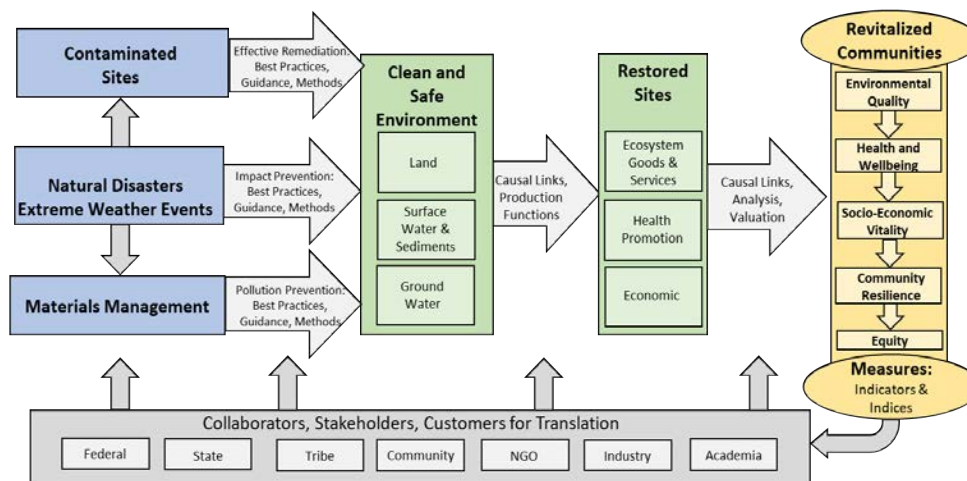 Contaminated
Sites
Natural Disasters
Extreme Weather Events
Materials Management
Effective Remediation:
Best Practices,
Guidance, Methods
Impact Prevention:
Best Practices,
Guidance, Methods
Pollution Prevention:
Best Practices,
Guidance, Methods
Clean and
Safe
Environment
Land
Surface
Water &
Sediments
Ground
Water
Causal Links,
Production
Functions
Restored
Sites
Ecosystem
Goods &
Services
Health
Promotion
Economic
Causal Links,
Analysis,
Valuation
Revitalized
Communities
Environmental
Quality
Health and
Wellbeing
Socio-Economic
Vitality
Community
Resilience
Equity
Measures:
Indicators &
Indices
Collaborators, Stakeholders, Customers for Translation
Federal
State
Tribe
Community
NGO
Industry
Academia